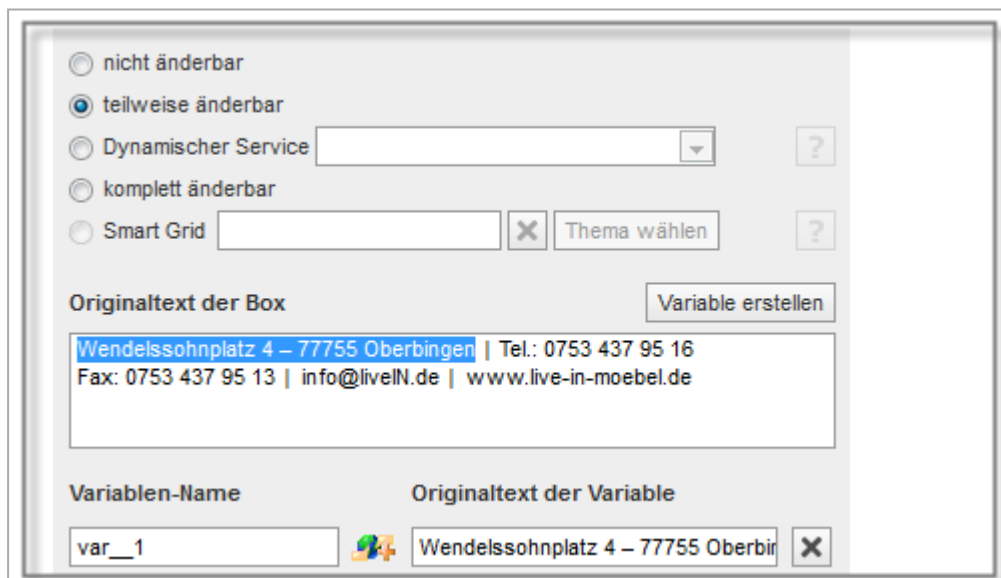 nicht änderbar
teilweise änderbar
Dynamischer Service ?
komplett änderbar
Smart Grid Thema wählen ?
Originaltext der Box Variable erstellen
Wendelssohnplatz 4 – 77755 Oberbingen | Tel.: 0753 437 95 16
Fax: 0753 437 95 13 | info@liveIN.de | www.live-in-moebel.de
Variablen-Name Originaltext der Variable
var__1 Wendelssohnplatz 4 – 77755 Oberbin